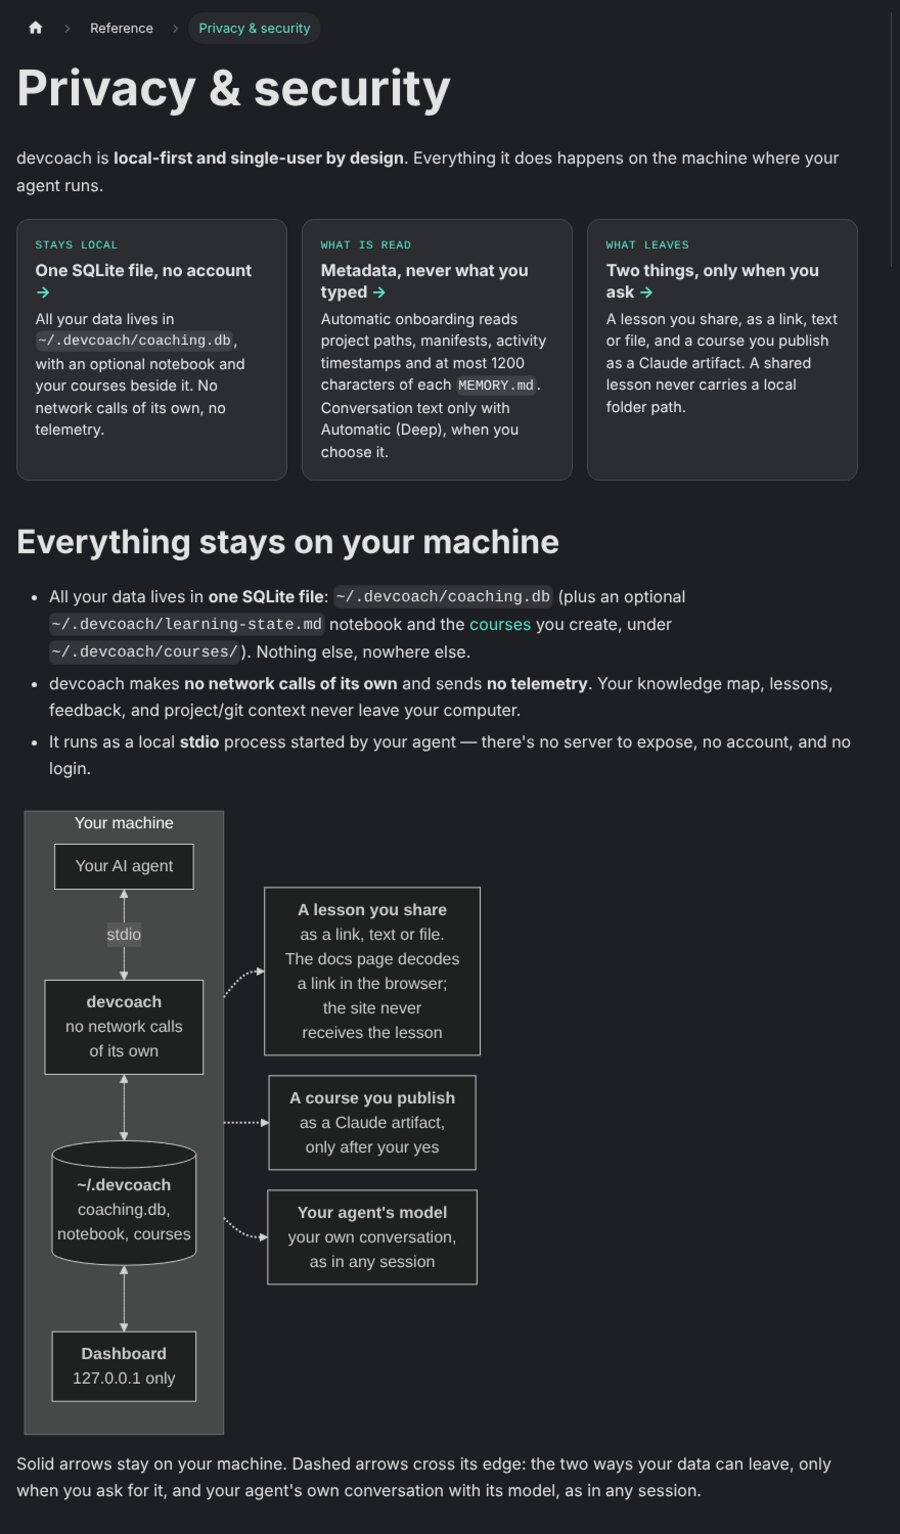 Reference
Privacy & security
Privacy & security
devcoach is local-first and single-user by design. Everything it does happens on the machine where your
agent runs.
STAYS LOCAL
One SQLite file, no account
→
All your data lives in
~/.devcoach/coaching.db,
with an optional notebook and
your courses beside it. No
network calls of its own, no
telemetry.
WHAT IS READ
Metadata, never what you
typed →
Automatic onboarding reads
project paths, manifests, activity
timestamps and at most 1200
characters of each MEMORY.md.
Conversation text only with
Automatic (Deep), when you
choose it.
WHAT LEAVES
Two things, only when you
ask →
A lesson you share, as a link, text
or file, and a course you publish
as a Claude artifact. A shared
lesson never carries a local
folder path.
Everything stays on your machine
• All your data lives in one SQLite file: ~/.devcoach/coaching.db (plus an optional
~/.devcoach/learning-state.md notebook and the courses you create, under
~/.devcoach/courses/). Nothing else, nowhere else.
• devcoach makes no network calls of its own and sends no telemetry. Your knowledge map, lessons,
feedback, and project/git context never leave your computer.
• It runs as a local stdio process started by your agent — there's no server to expose, no account, and no
login.
Your machine
Your AI agent
stdio
devcoach
no network calls
of its own
~/.devcoach
coaching.db,
notebook, courses
Dashboard
127.0.0.1 only
A lesson you share
as a link, text or file.
The docs page decodes
a link in the browser;
the site never
receives the lesson
A course you publish
as a Claude artifact,
only after your yes
Your agent's model
your own conversation,
as in any session
Solid arrows stay on your machine. Dashed arrows cross its edge: the two ways your data can leave, only
when you ask for it, and your agent's own conversation with its model, as in any session.